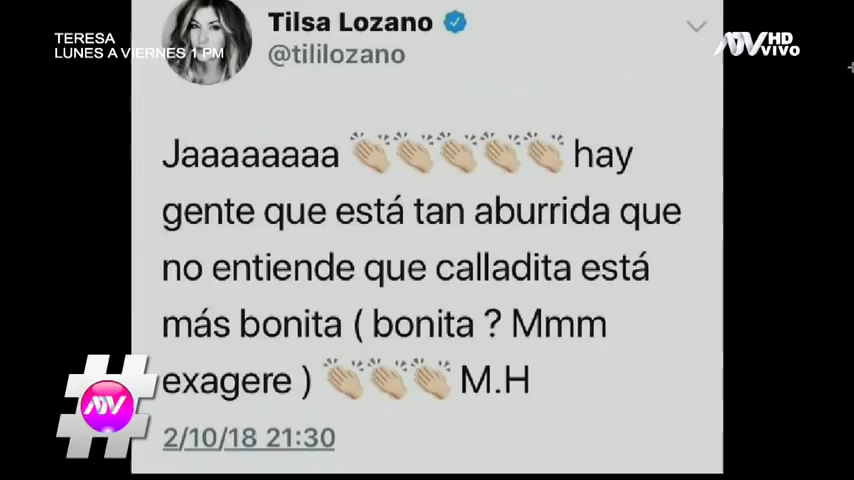 TERESA
LUNES A VIERNES 1 PM
Tilsa Lozano
@tililozano
ATV HD
VIVO
Jaaaaaaaa 👏🏼👏🏼👏🏼👏🏼👏🏼 hay
gente que está tan aburrida que
no entiende que calladita está
más bonita ( bonita ? Mmm
exagere ) 👏🏼👏🏼👏🏼 M.H
ATV
2/10/18 21:30